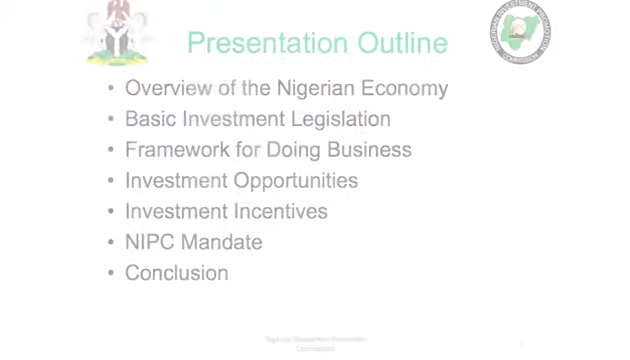 Presentation Outline
• Overview of the Nigerian Economy
• Basic Investment Legislation
• Framework for Doing Business
• Investment Opportunities
• Investment Incentives
• NIPC Mandate
• Conclusion